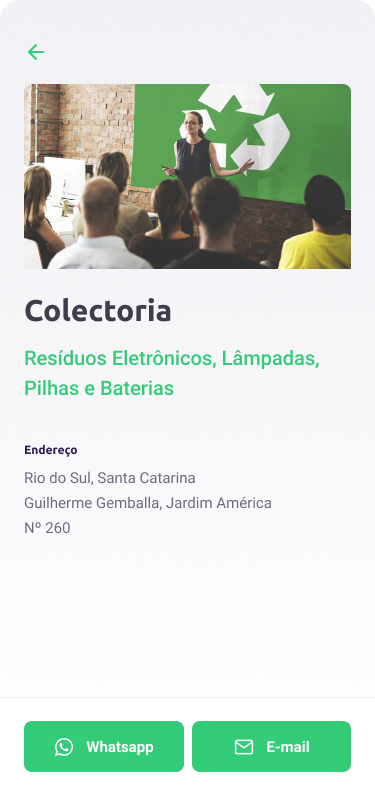 Colectoria
Resíduos Eletrônicos, Lâmpadas,
Pilhas e Baterias
Endereço
Rio do Sul, Santa Catarina
Guilherme Gemballa, Jardim América
Nº 260
Whatsapp
E-mail